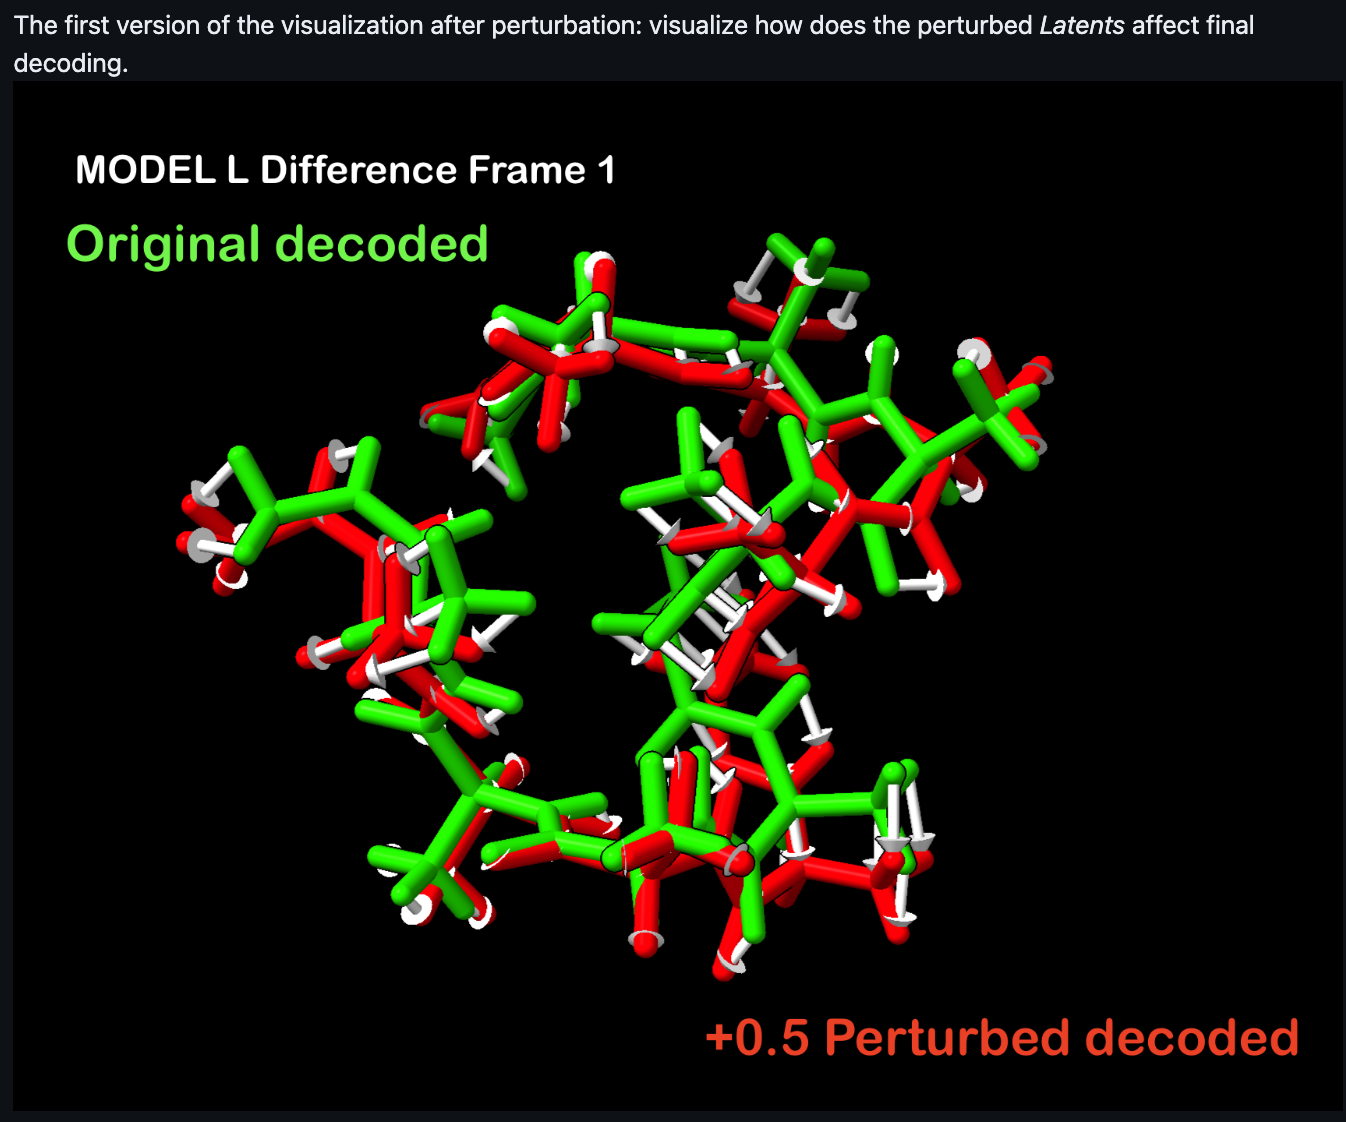 The first version of the visualization after perturbation: visualize how does the perturbed Latents affect final
decoding.
MODEL L Difference Frame 1
Original decoded
+0.5 Perturbed decoded